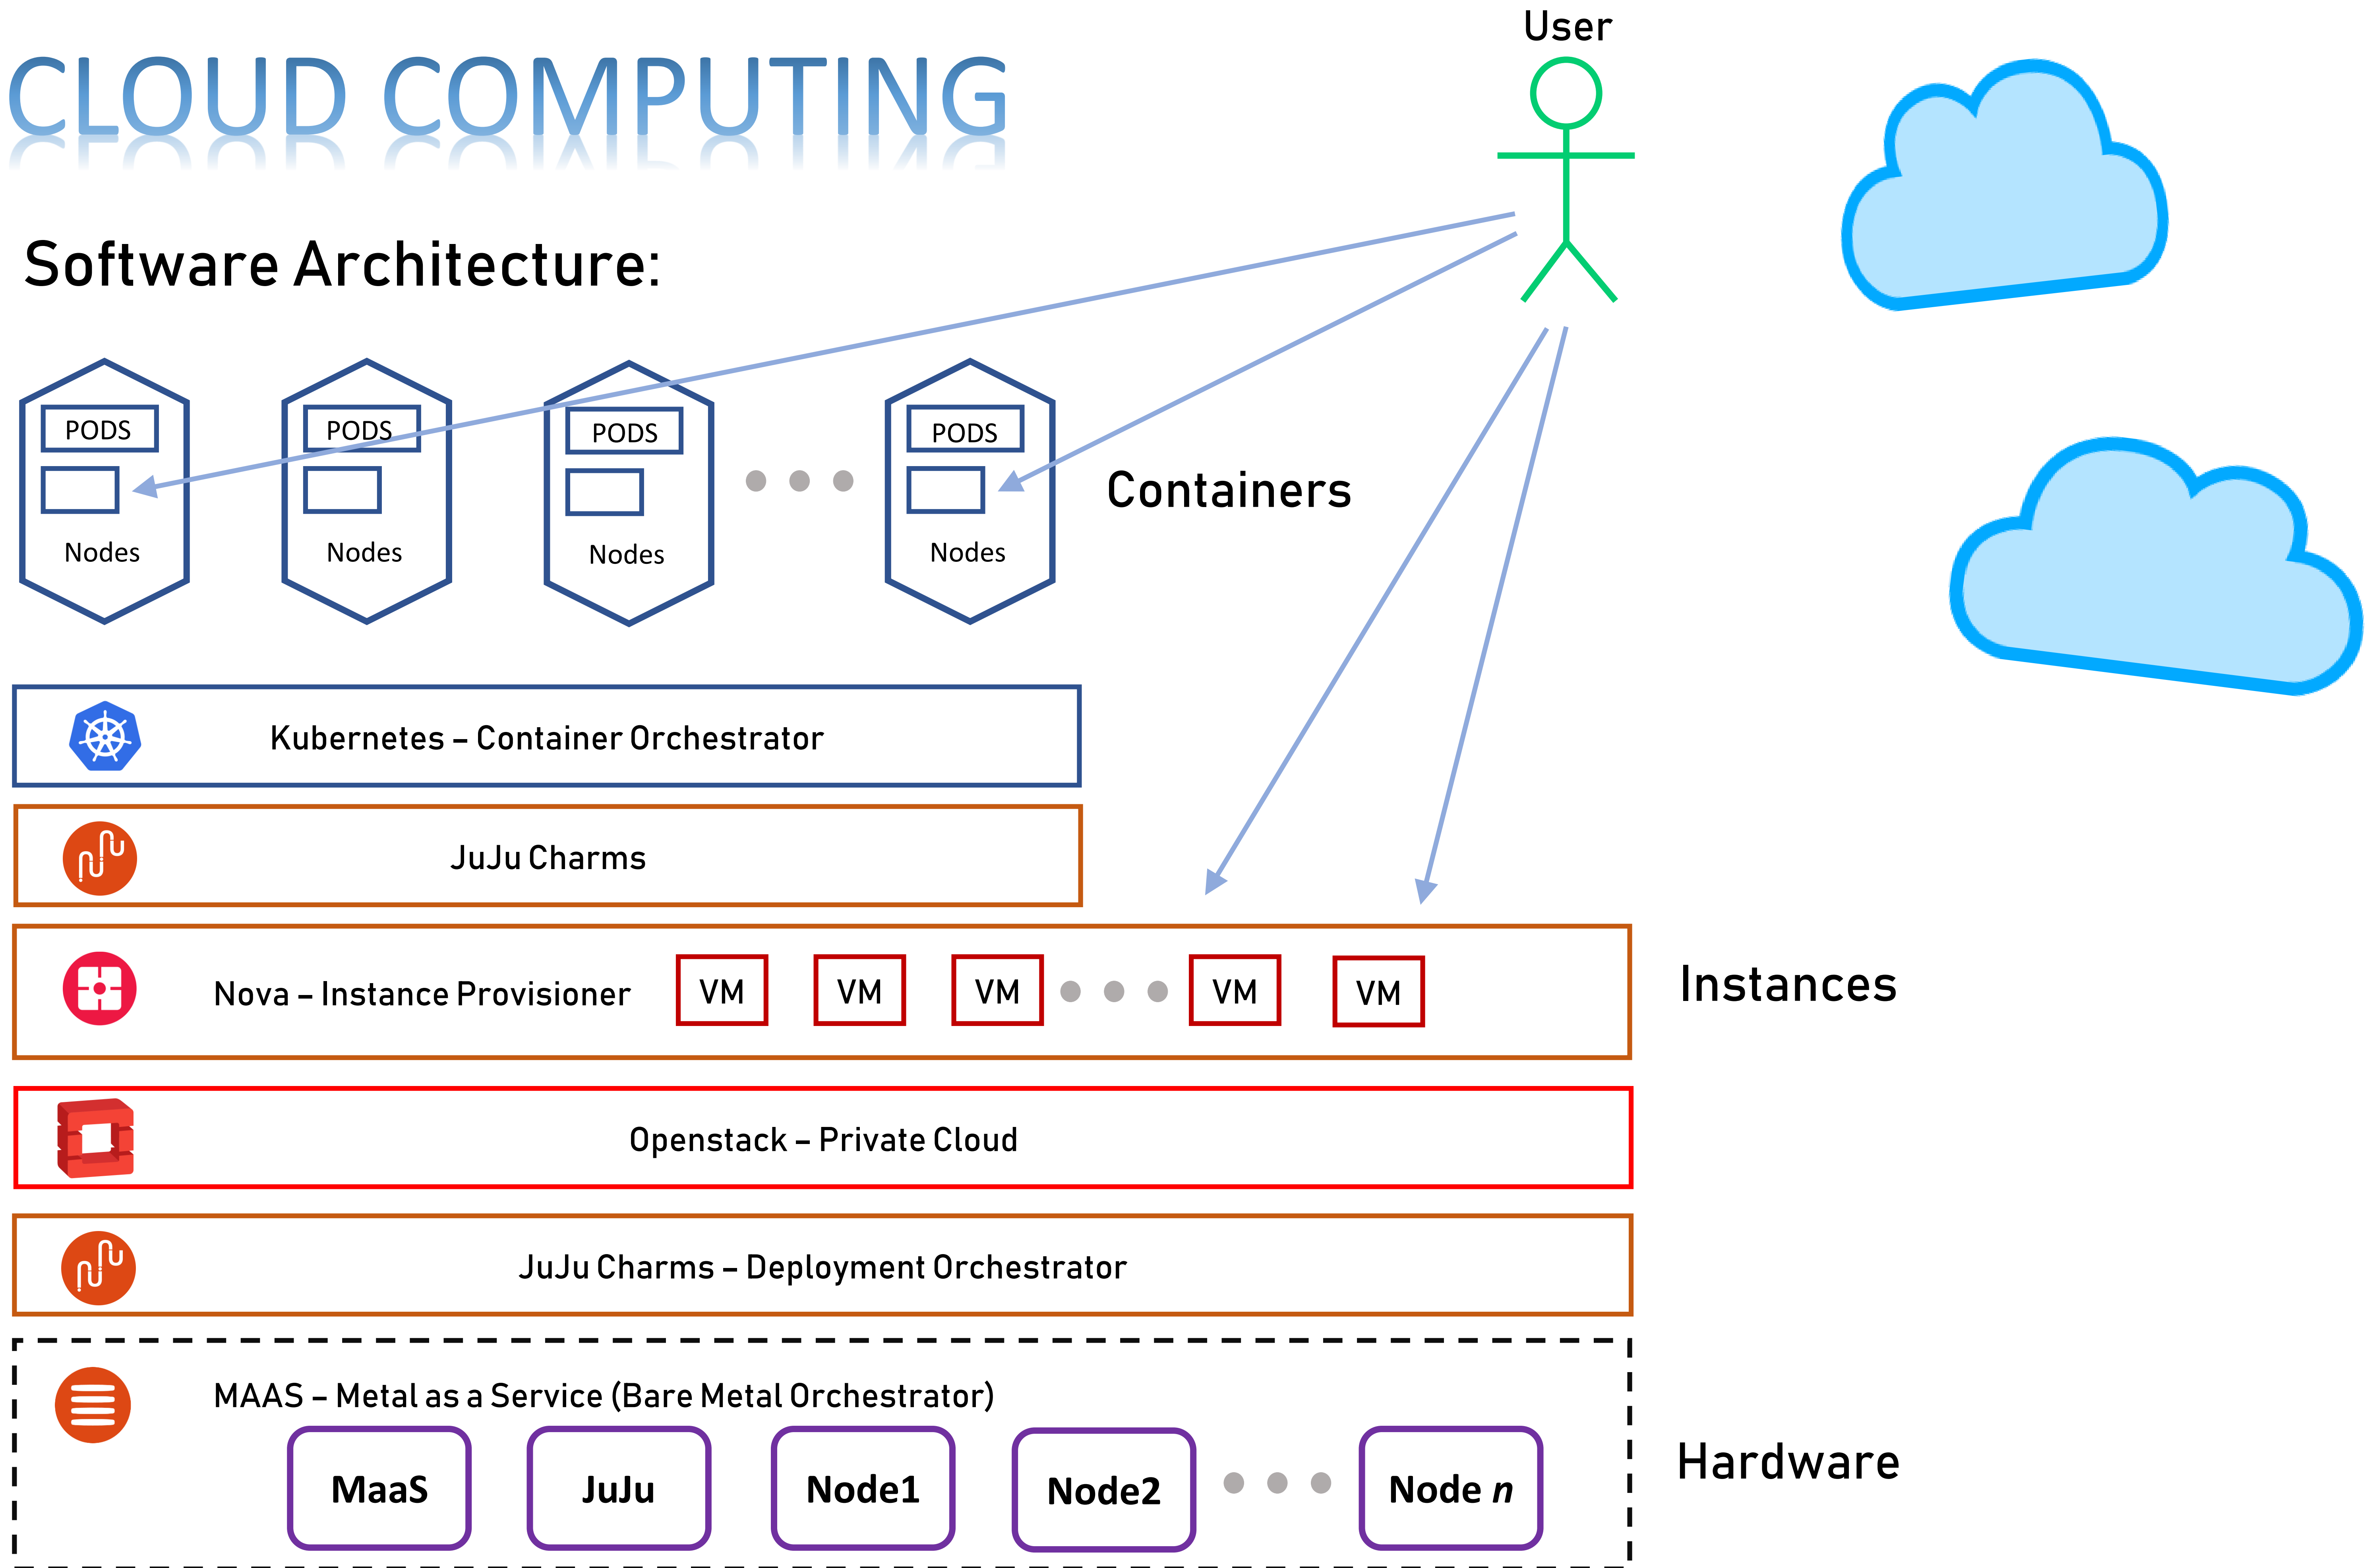 User
CLOUD COMPUTING
Software Architecture:
PODS
PODS
PODS
PODS
Containers
Nodes
Nodes
Nodes
Nodes
Kubernetes – Container Orchestrator
JuJu Charms
Nova – Instance Provisioner
VM
VM
VM
VM
VM
Instances
Openstack – Private Cloud
JuJu Charms – Deployment Orchestrator
MAAS – Metal as a Service (Bare Metal Orchestrator)
MaaS
JuJu
Node1
Node2
Node n
Hardware